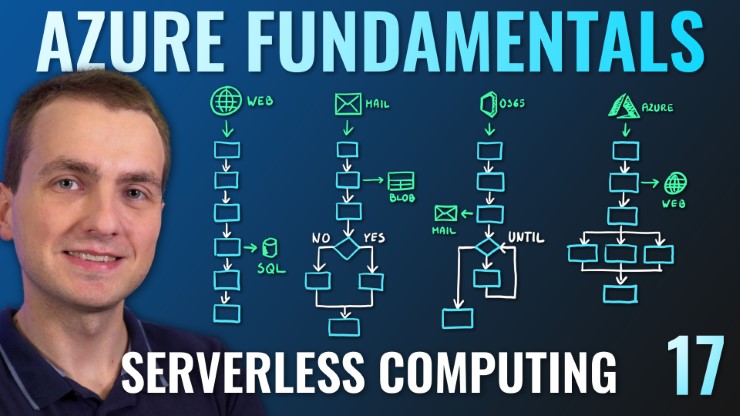 AZURE FUNDAMENTALS
WEB
MAIL
O365
AZURE
BLOB
WEB
MAIL
NO
YES
UNTIL
SQL
SERVERLESS COMPUTING
17